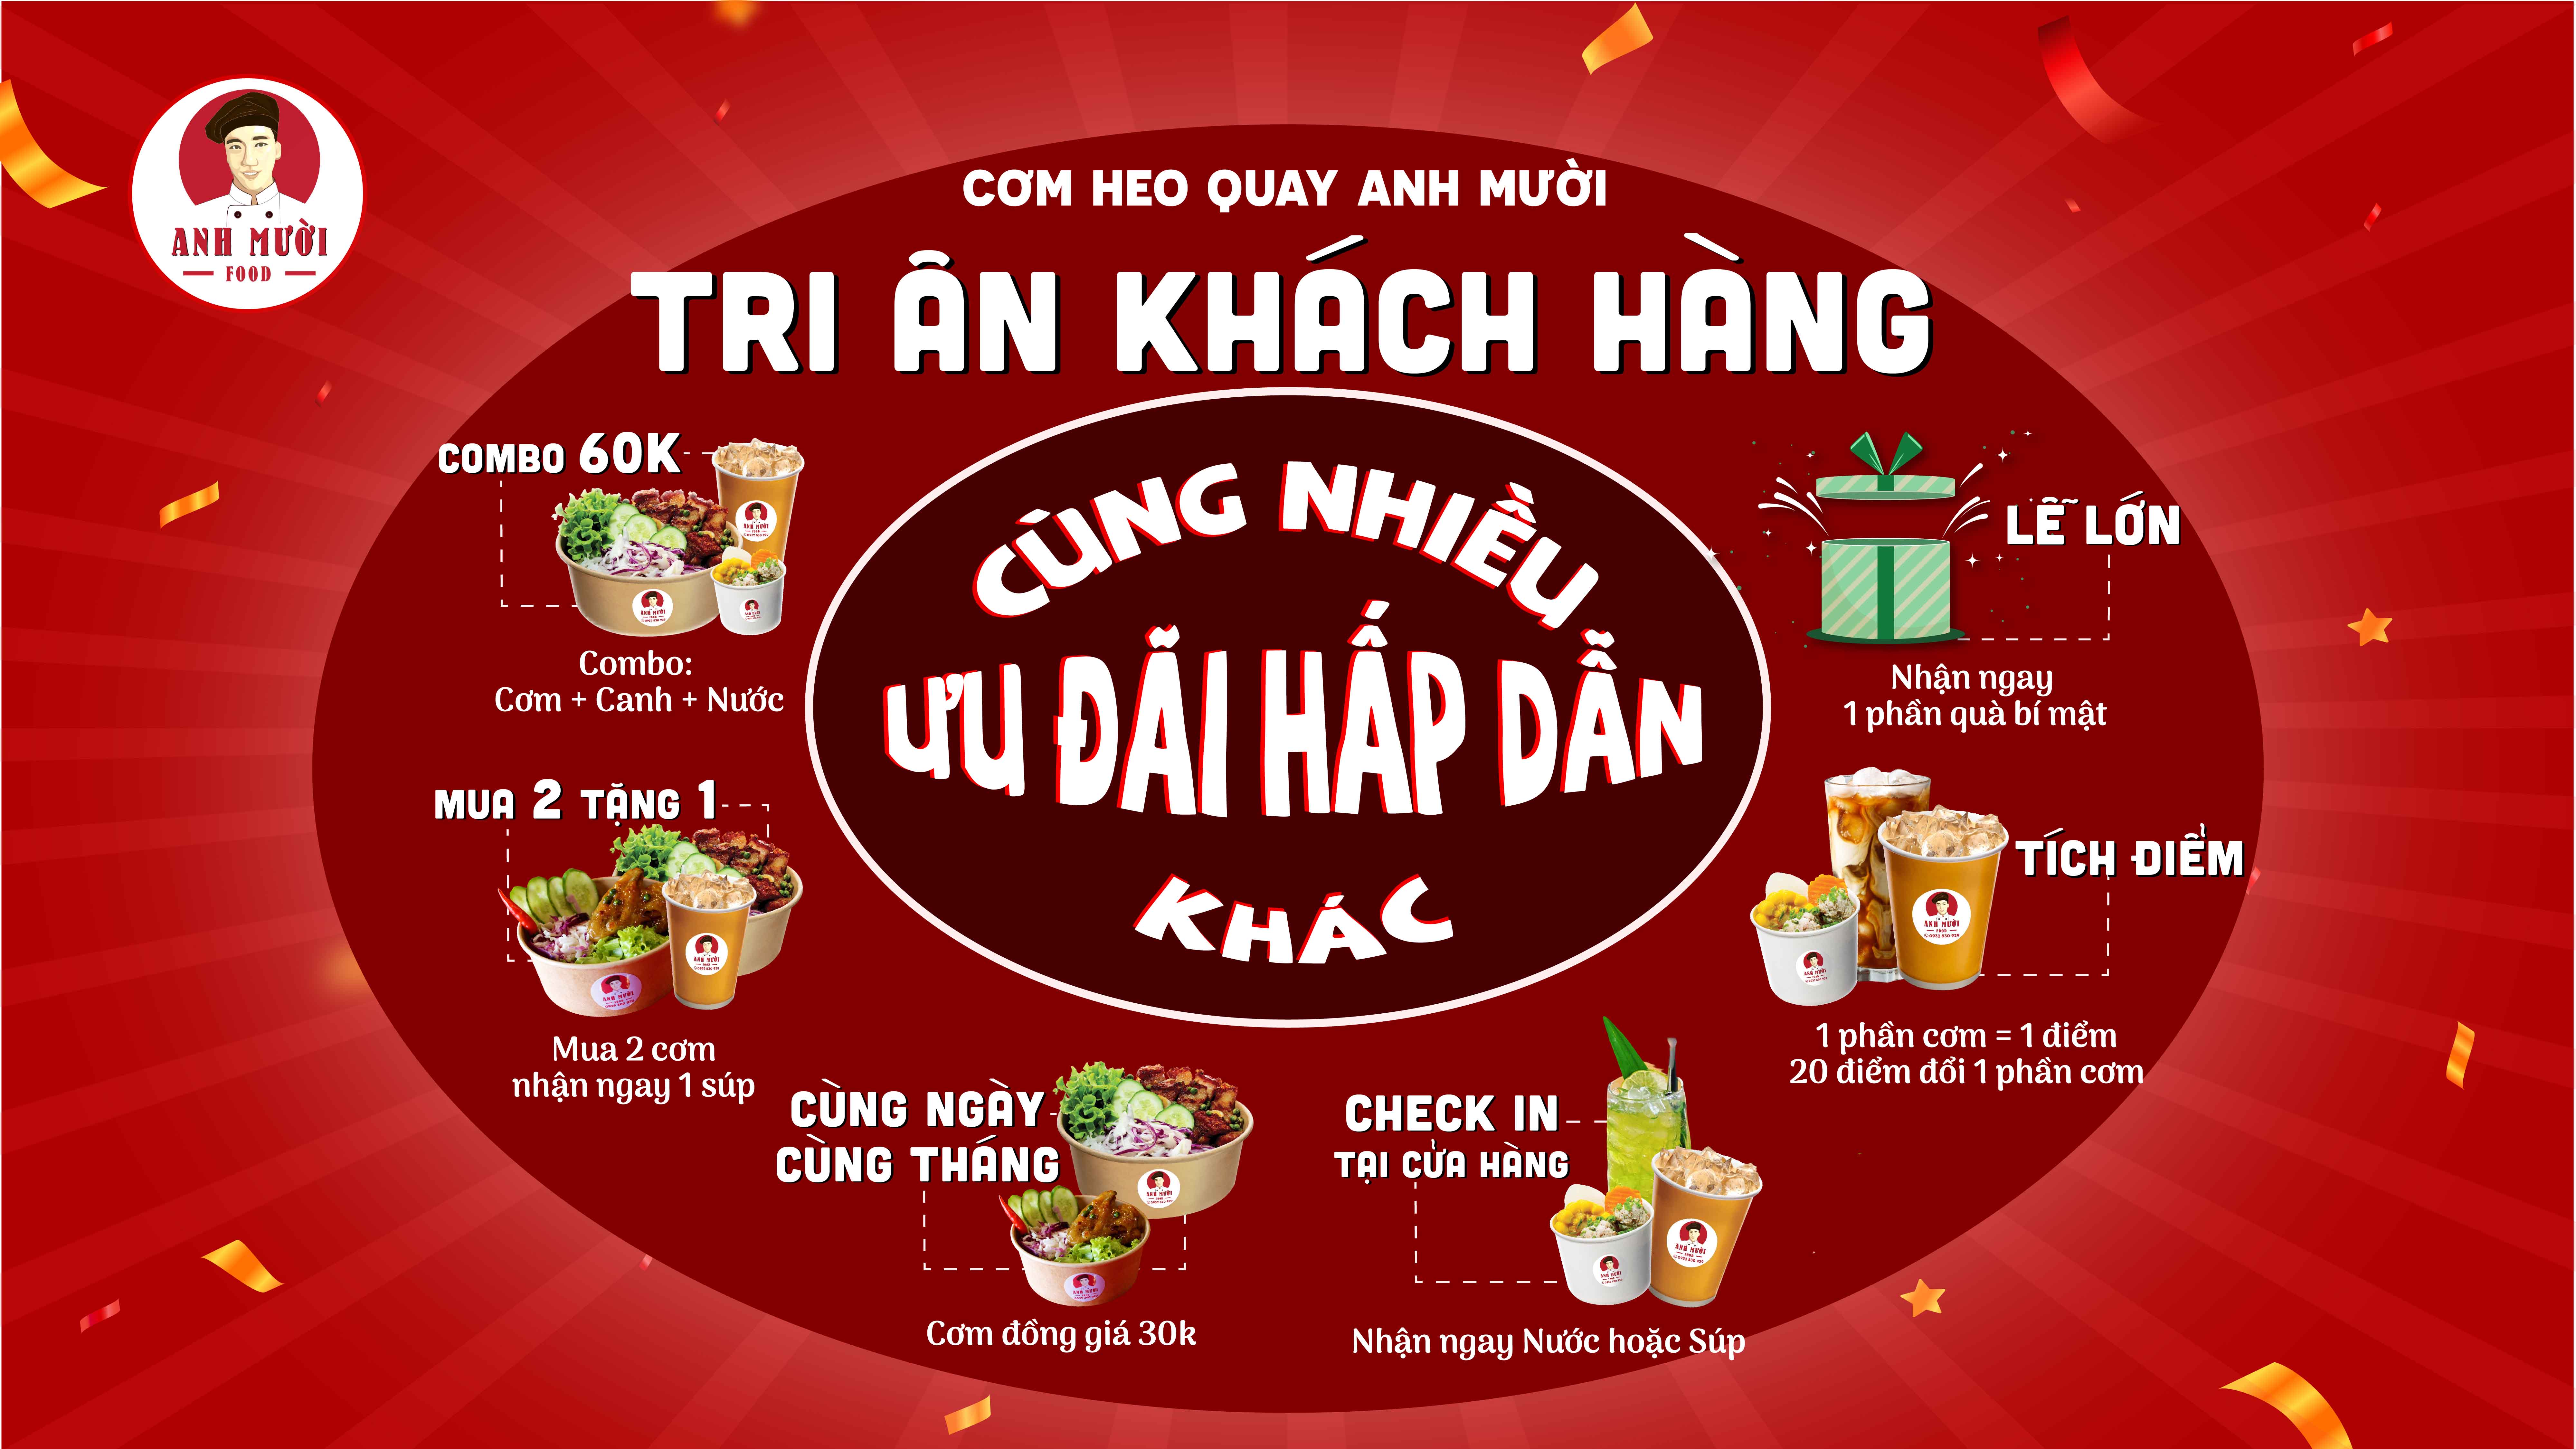 ANH MƯỜI
FOOD
CƠM HEO QUAY ANH MƯỜI
TRI ÂN KHÁCH HÀNG
CÙNG NHIỀU
ƯU ĐÃI HẤP DẪN
KHÁC
COMBO 60K
Combo:
Cơm + Canh + Nước
MUA 2 TẶNG 1
Mua 2 cơm
nhận ngay 1 súp
CÙNG NGÀY
CÙNG THÁNG
Cơm đồng giá 30k
CHECK IN
TẠI CỬA HÀNG
Nhận ngay Nước hoặc Súp
LỄ LỚN
Nhận ngay
1 phần quà bí mật
TÍCH ĐIỂM
1 phần cơm = 1 điểm
20 điểm đổi 1 phần cơm